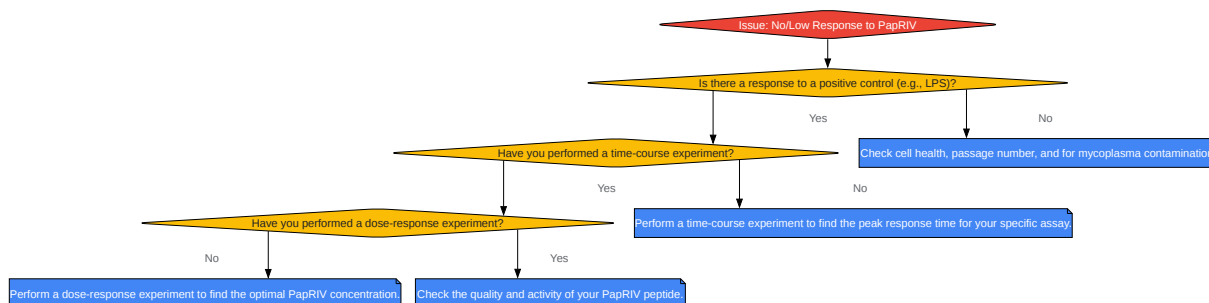 Issue: No/Low Response to PapRIV
Is there a response to a positive control (e.g., LPS)?
Yes
No
Have you performed a time-course experiment?
Check cell health, passage number, and for mycoplasma contamination
Yes
No
Have you performed a dose-response experiment?
Perform a time-course experiment to find the peak response time for your specific assay.
No
Yes
Perform a dose-response experiment to find the optimal PapRIV concentration.
Check the quality and activity of your PapRIV peptide.